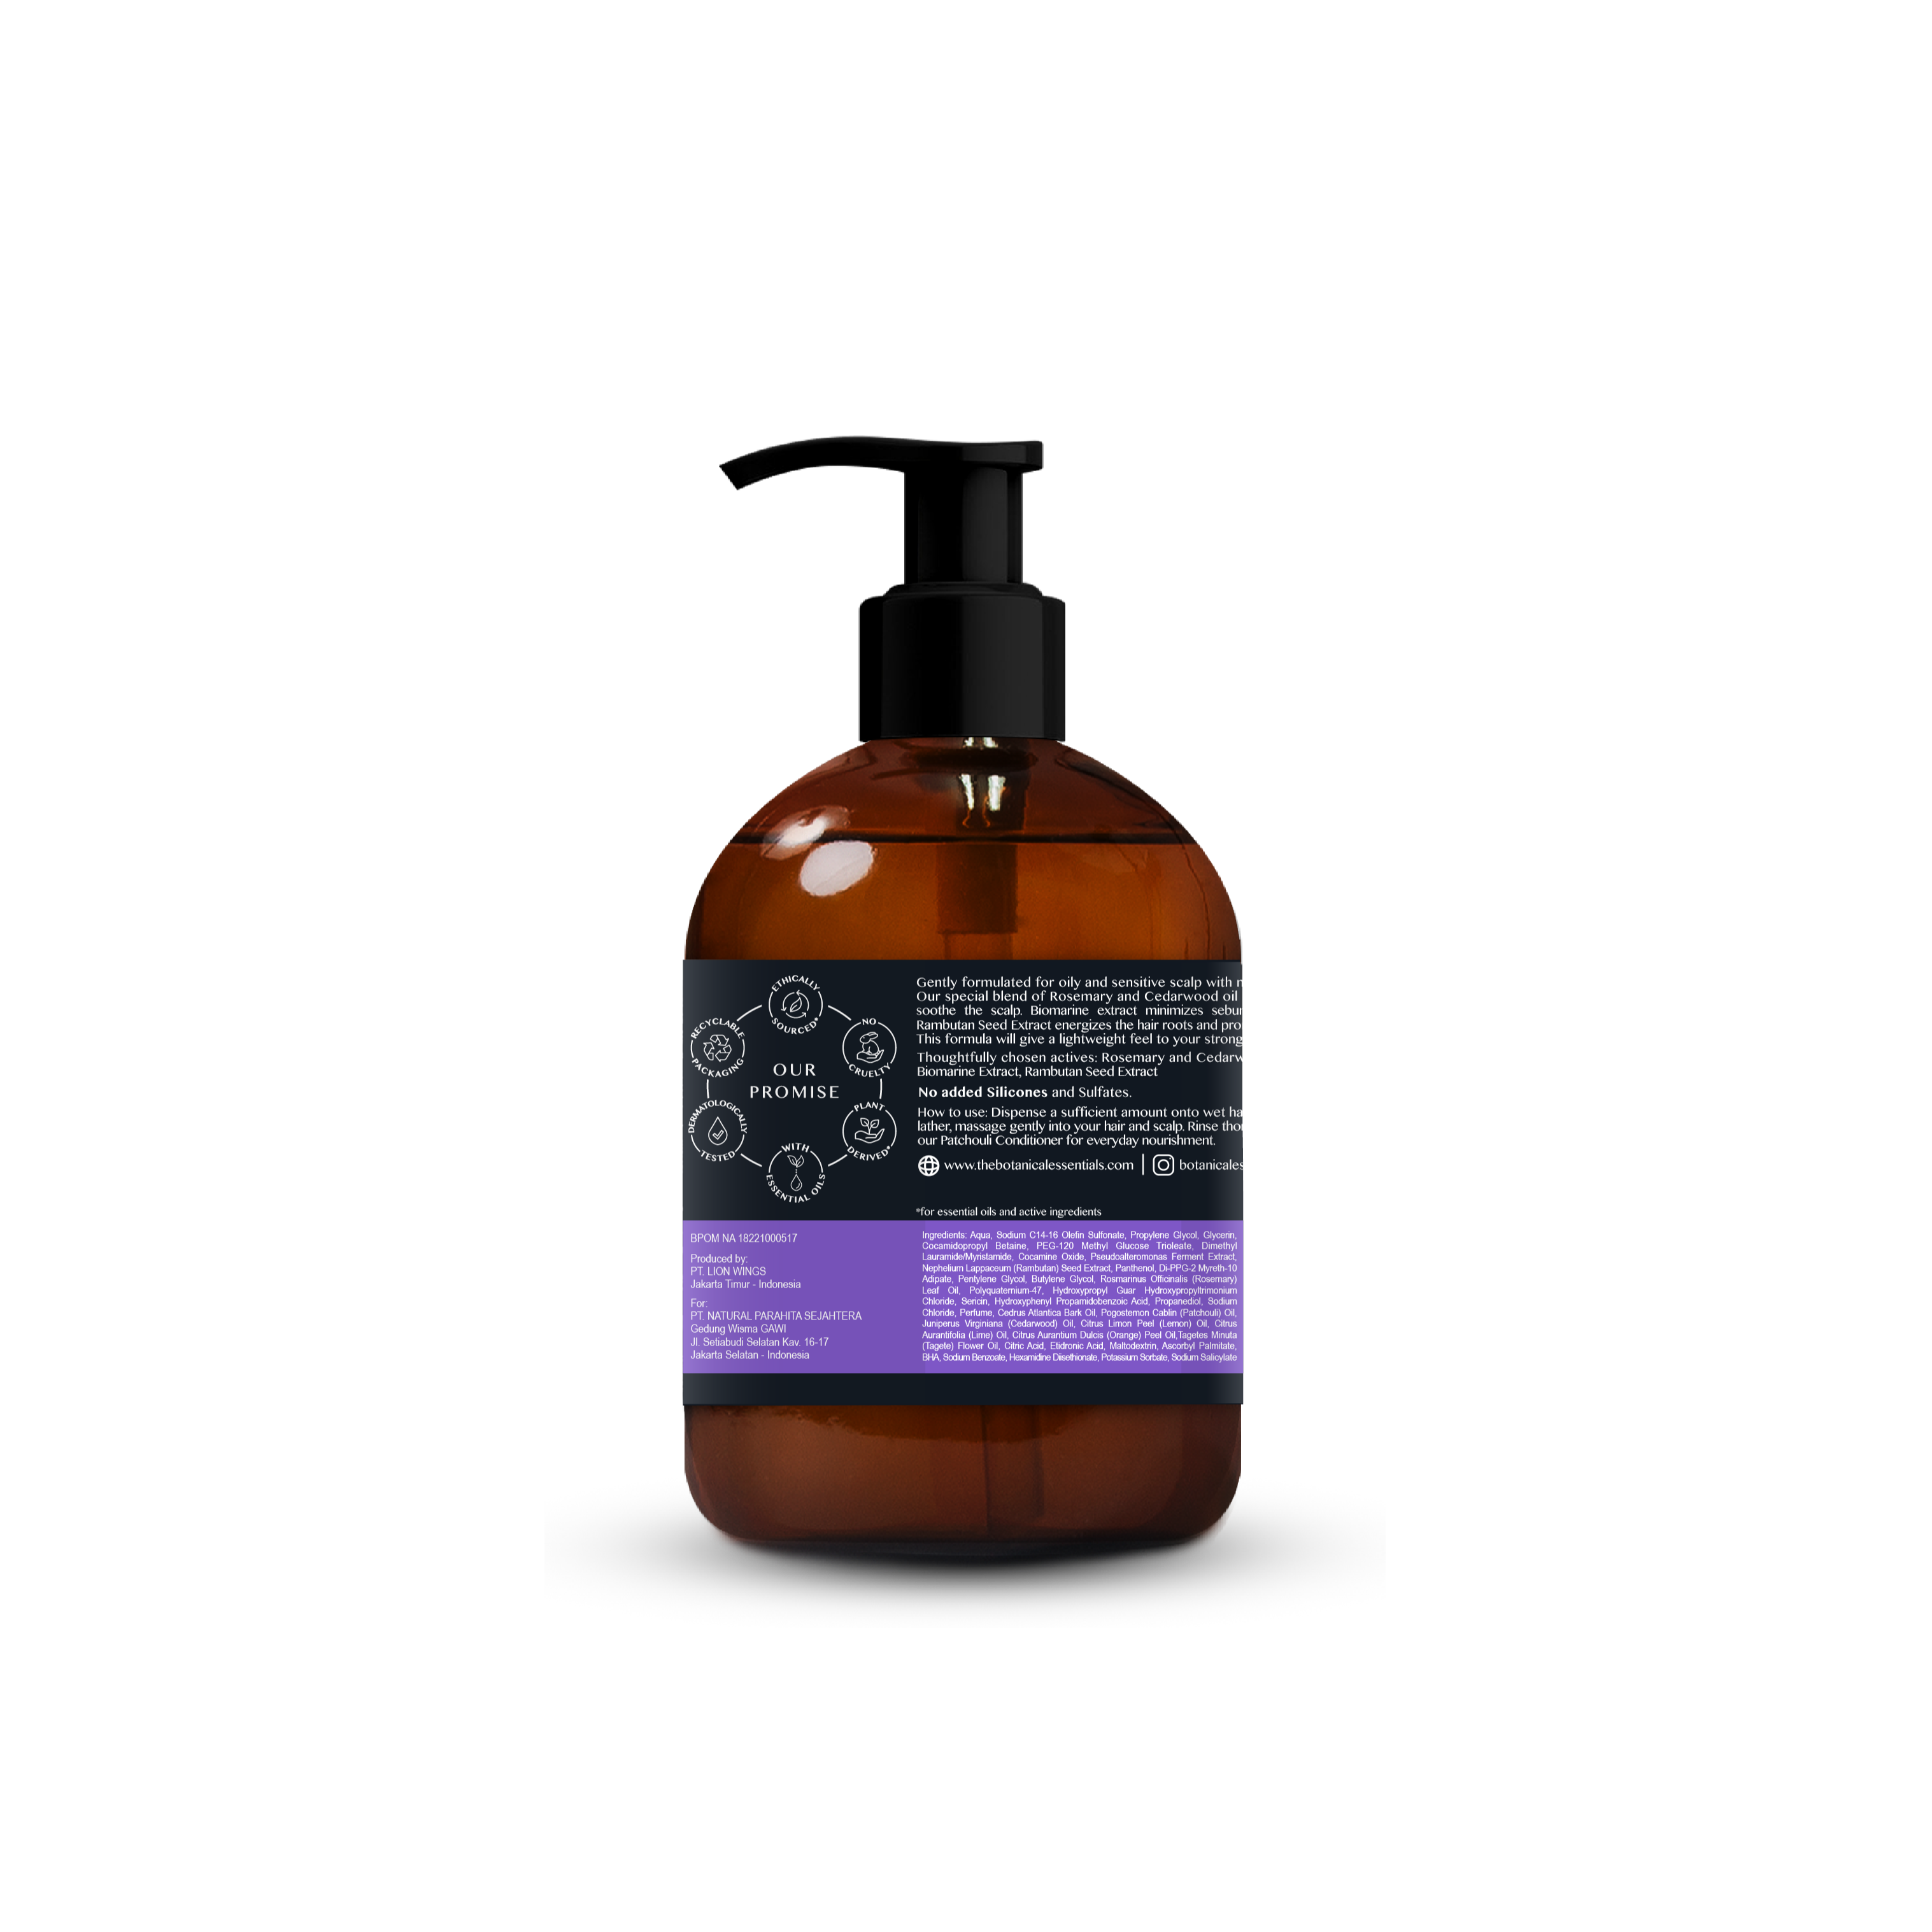 ETHICALLY
SOURCED*
NO
CRUELTY
PLANT
DERIVED*
WITH
ESSENTIAL OILS
DERMATOLOGICALLY
TESTED
RECYCLABLE
PACKAGING
OUR
PROMISE
Gently formulated for oily and sensitive scalp with
Our special blend of Rosemary and Cedarwood oil
soothe the scalp. Biomarine extract minimizes
Rambutan Seed Extract energizes the hair roots and
This formula will give a lightweight feel to your
Thoughtfully chosen actives: Rosemary and
Biomarine Extract, Rambutan Seed Extract
No added Silicones and Sulfates.
How to use: Dispense a sufficient amount onto wet
lather, massage gently into your hair and scalp. Rinse
our Patchouli Conditioner for everyday nourishment.
www.thebotanicalessentials.com | botanicales
*for essential oils and active ingredients
BPOM NA 18221000517
Produced by:
PT. LION WINGS
Jakarta Timur - Indonesia
For:
PT. NATURAL PARAHITA SEJAHTERA
Gedung Wisma GAWI
Jl. Setiabudi Selatan Kav. 16-17
Jakarta Selatan - Indonesia
Ingredients: Aqua, Sodium C14-16 Olefin Sulfonate, Propylene Glycol, Glycerin,
Cocamidopropyl Betaine, PEG-120 Methyl Glucose Trioleate, Dimethyl
Lauramide/Myristamide, Cocamine Oxide, Pseudoalteromonas Ferment Extract,
Nephelium Lappaceum (Rambutan) Seed Extract, Panthenol, Di-PPG-2 Myreth-10
Adipate, Pentylene Glycol, Butylene Glycol, Rosmarinus Officinalis (Rosemary)
Leaf Oil, Polyquaternium-47, Hydroxypropyl Guar Hydroxypropyltrimonium
Chloride, Sericin, Hydroxyphenyl Propamidobenzoic Acid, Propanediol, Sodium
Chloride, Perfume, Cedrus Atlantica Bark Oil, Pogostemon Cablin (Patchouli) Oil,
Juniperus Virginiana (Cedarwood) Oil, Citrus Limon Peel (Lemon) Oil, Citrus
Aurantifolia (Lime) Oil, Citrus Aurantium Dulcis (Orange) Peel Oil,Tagetes Minuta
(Tagete) Flower Oil, Citric Acid, Etidronic Acid, Maltodextrin, Ascorbyl Palmitate,
BHA, Sodium Benzoate, Hexamidine Diisethionate, Potassium Sorbate, Sodium Salicylate